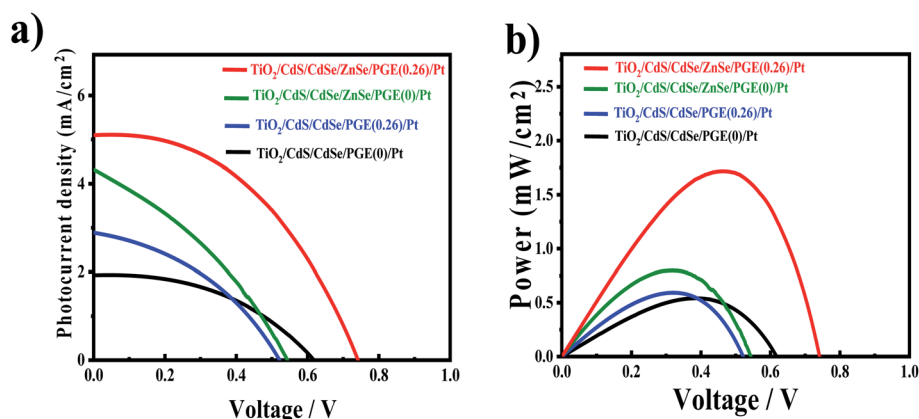 a)
Photocurrent density (mA/cm²)
6
4
2
0
TiO₂/CdS/CdSe/ZnSe/PGE(0.26)/Pt
TiO₂/CdS/CdSe/ZnSe/PGE(0)/Pt
TiO₂/CdS/CdSe/PGE(0.26)/Pt
TiO₂/CdS/CdSe/PGE(0)/Pt
0.0 0.2 0.4 0.6 0.8 1.0
Voltage / V
b)
Power (mW/cm²)
2.5
2.0
1.5
1.0
0.5
0.0
TiO₂/CdS/CdSe/ZnSe/PGE(0.26)/Pt
TiO₂/CdS/CdSe/ZnSe/PGE(0)/Pt
TiO₂/CdS/CdSe/PGE(0.26)/Pt
TiO₂/CdS/CdSe/PGE(0)/Pt
0.0 0.2 0.4 0.6 0.8 1.0
Voltage / V